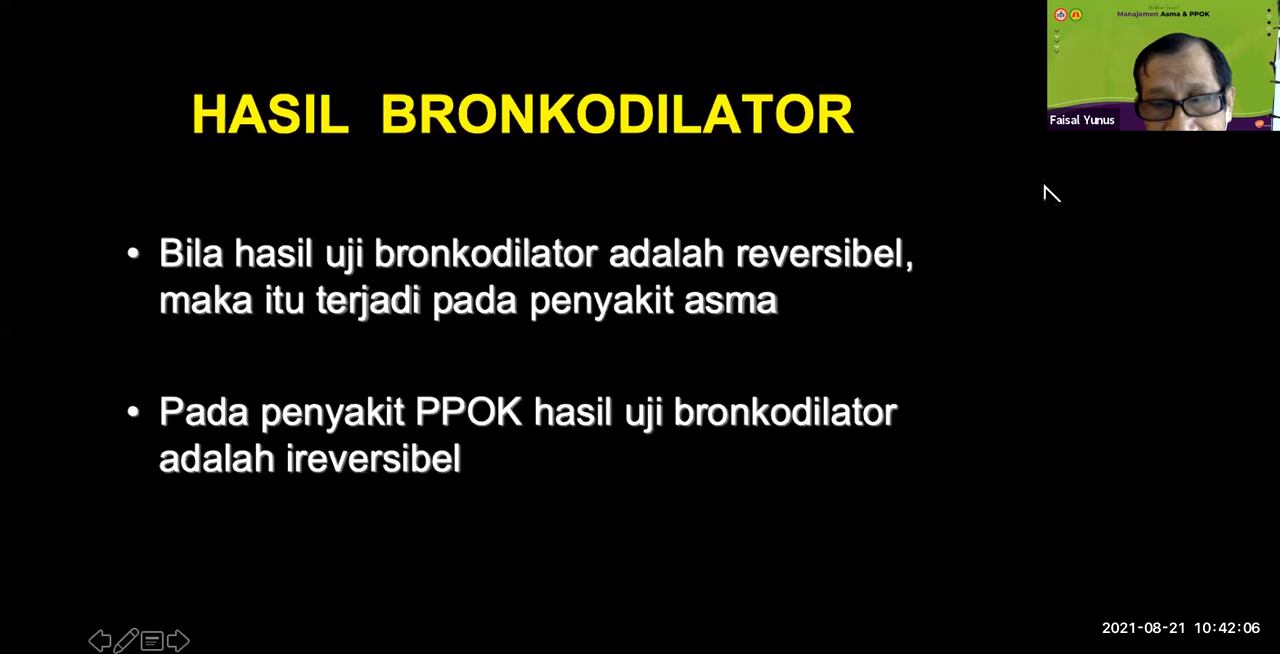 HASIL BRONKODILATOR
• Bila hasil uji bronkodilator adalah reversibel,
maka itu terjadi pada penyakit asma
• Pada penyakit PPOK hasil uji bronkodilator
adalah ireversibel
Manajemen Asma & PPOK
Faisal Yunus
2021-08-21 10:42:06